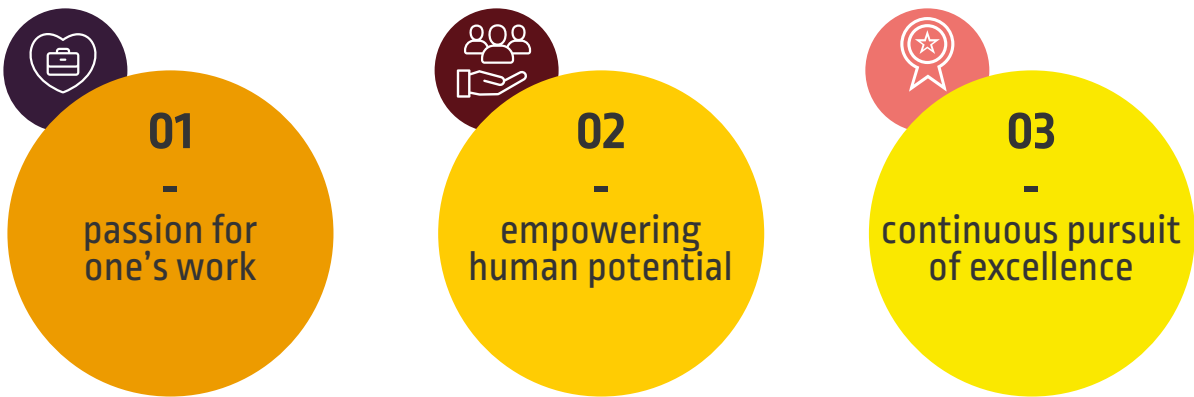 01
-
passion for
one's work
02
-
empowering
human potential
03
-
continuous pursuit
of excellence